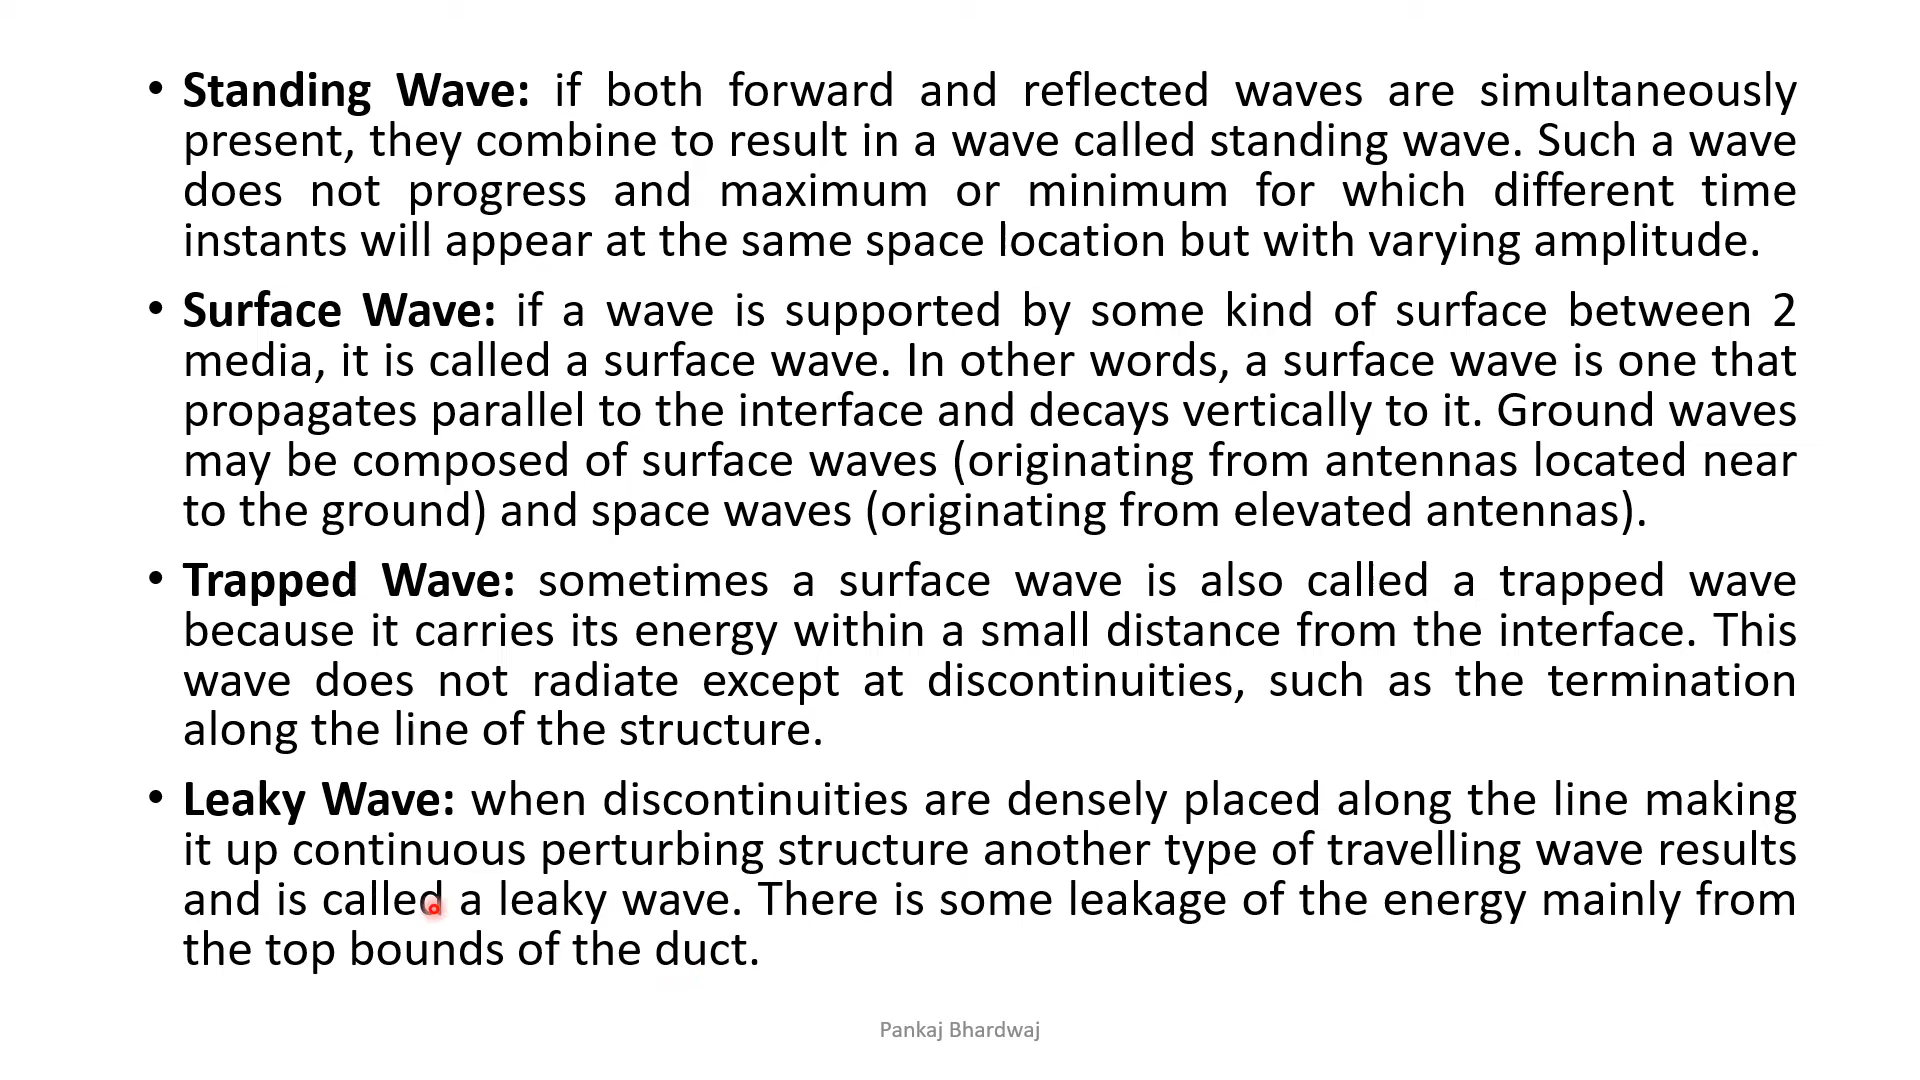 • Standing Wave: if both forward and reflected waves are simultaneously
present, they combine to result in a wave called standing wave. Such a wave
does not progress and maximum or minimum for which different time
instants will appear at the same space location but with varying amplitude.
• Surface Wave: if a wave is supported by some kind of surface between 2
media, it is called a surface wave. In other words, a surface wave is one that
propagates parallel to the interface and decays vertically to it. Ground waves
may be composed of surface waves (originating from antennas located near
to the ground) and space waves (originating from elevated antennas).
• Trapped Wave: sometimes a surface wave is also called a trapped wave
because it carries its energy within a small distance from the interface. This
wave does not radiate except at discontinuities, such as the termination
along the line of the structure.
• Leaky Wave: when discontinuities are densely placed along the line making
it up continuous perturbing structure another type of travelling wave results
and is called a leaky wave. There is some leakage of the energy mainly from
the top bounds of the duct.
Pankaj Bhardwaj